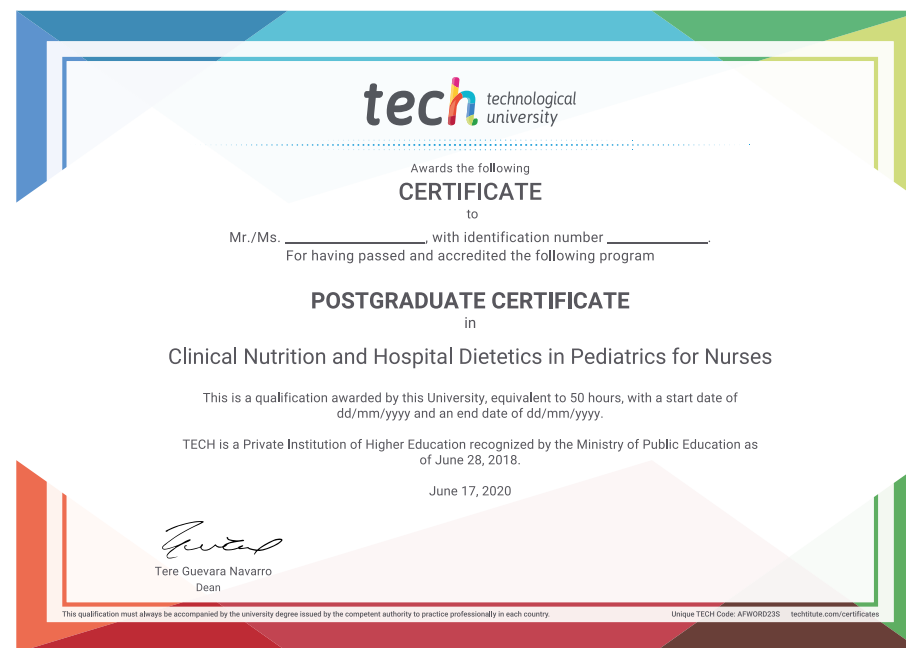 tech technological
university
Awards the following
CERTIFICATE
to
Mr./Ms. ____________________, with identification number ______________.
For having passed and accredited the following program
POSTGRADUATE CERTIFICATE
in
Clinical Nutrition and Hospital Dietetics in Pediatrics for Nurses
This is a qualification awarded by this University, equivalent to 50 hours, with a start date of
dd/mm/yyyy and an end date of dd/mm/yyyy.
TECH is a Private Institution of Higher Education recognized by the Ministry of Public Education as
of June 28, 2018.
June 17, 2020
Tere Guevara Navarro
Dean
This qualification must always be accompanied by the university degree issued by the competent authority to practice professionally in each country. Unique TECH Code: AFWORD23S techtitute.com/certificates